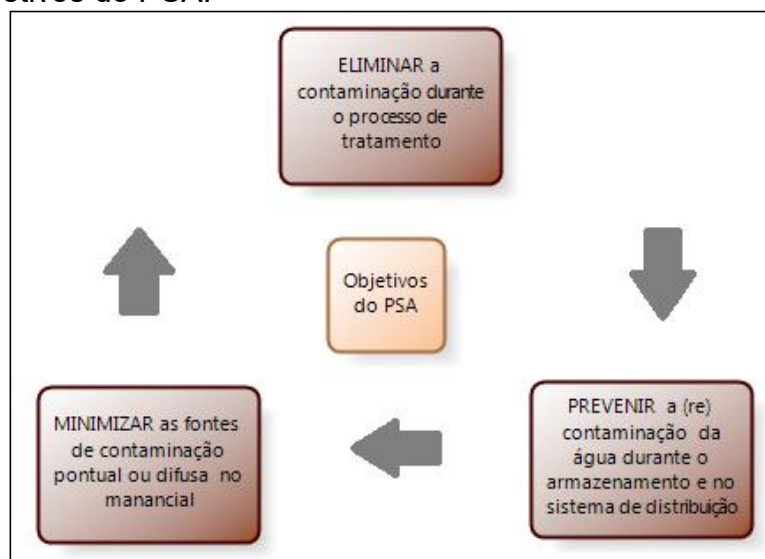 ELIMINAR a
contaminação durante
o processo de
tratamento
Objetivos
do PSA
MINIMIZAR as fontes
de contaminação
pontual ou difusa no
manancial
PREVENIR a (re)
contaminação da
água durante o
armazenamento e no
sistema de distribuição